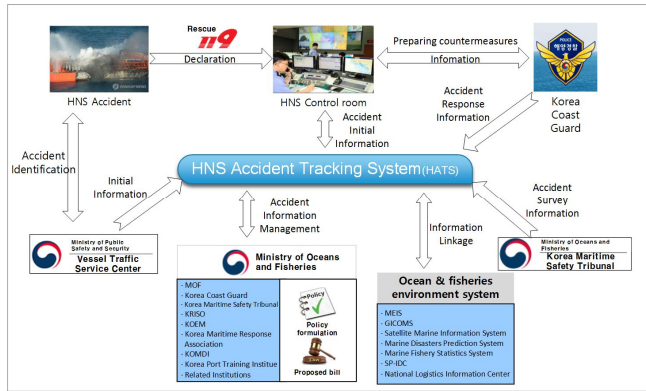 Rescue
119
Declaration
Preparing countermeasures
Infomation
POLICE
해양경찰
HNS Accident
HNS Control room
Korea
Coast
Guard
Accident
Initial
Information
Accident
Response
Information
Accident
Identification
HNS Accident Tracking System(HATS)
Initial
Information
Accident
Information
Management
Information
Linkage
Accident
Survey
Information
Ministry of Public
Safety and Security
Vessel Traffic
Service Center
Ministry of Oceans
and Fisheries
Ministry of Oceans and
Fisheries
Korea Maritime
Safety Tribunal
- MOF
- Korea Coast Guard
- Korea Maritime Safety Tribunal
- KRISO
- KOEM
- Korea Maritime Response
Association
- KOMDI
- Korea Port Training Institue
- Related Institutions
Policy
Policy
formulation
Proposed bill
Ocean & fisheries
environment system
- MEIS
- GICOMS
- Satellite Marine Information System
- Marine Disasters Prediction System
- Marine Fishery Statistics System
- SP-IDC
- National Logistics Information Center